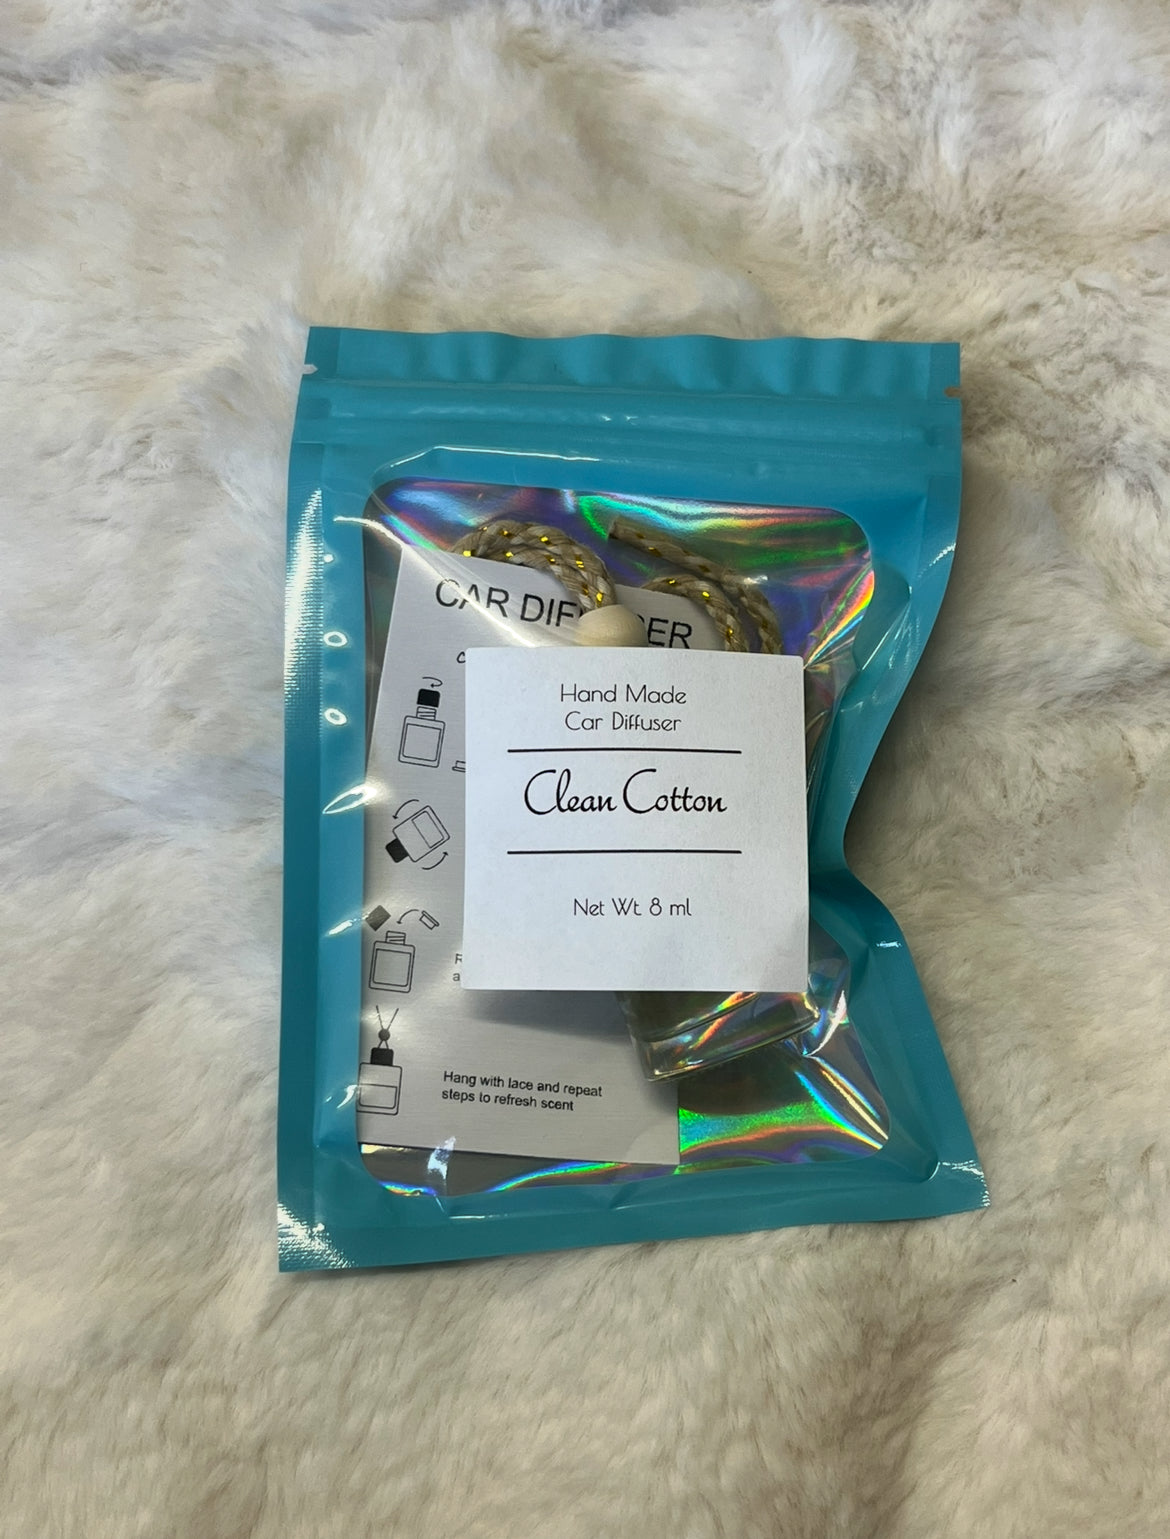 CAR
Hand Made
Car Diffuser
Clean Cotton
Net Wt. 8 ml
Hang with lace and repeat
steps to refresh scent